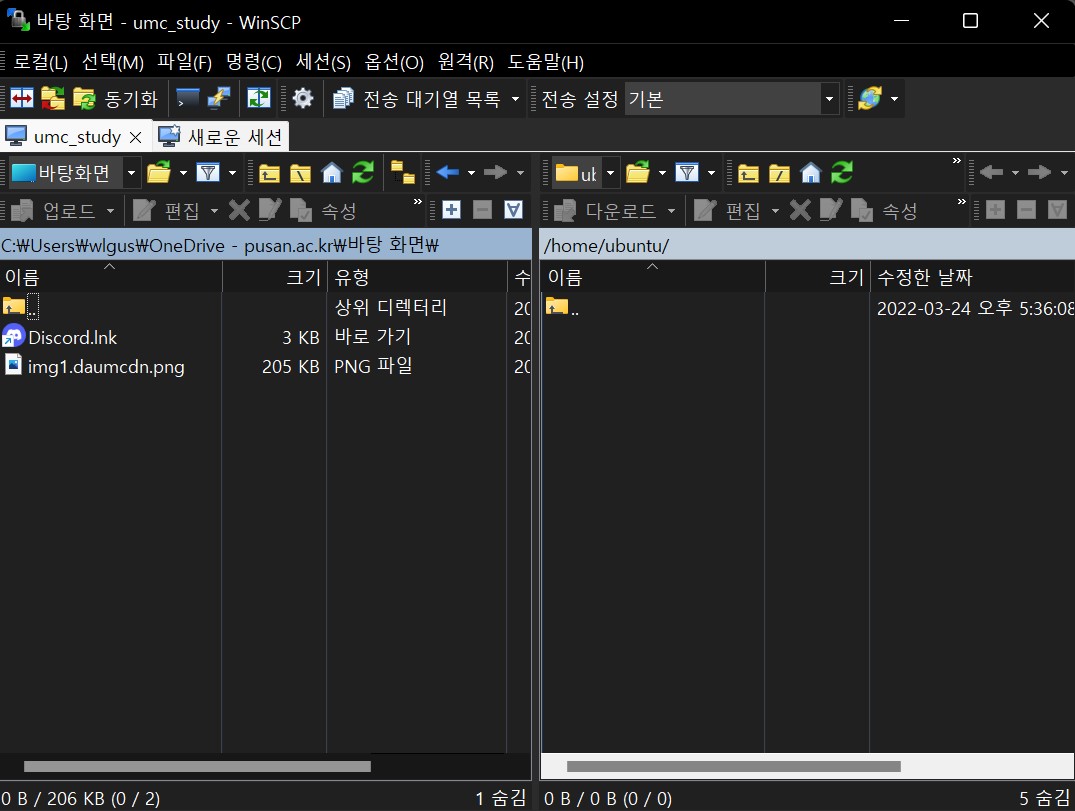 바탕 화면 - umc_study - WinSCP
로컬(L) 선택(M) 파일(F) 명령(C) 세션(S) 옵션(O) 원격(R) 도움말(H)
동기화 전송 대기열 목록 전송 설정 기본
umc_study 새로운 세션
바탕화면 ub
업로드 편집 속성 » 다운로드 편집 속성 »
C:₩Users₩wlgus₩OneDrive - pusan.ac.kr₩바탕 화면₩ /home/ubuntu/
이름 크기 유형 수 이름 크기 수정한 날짜
.. 상위 디렉터리 20 .. 2022-03-24 오후 5:36:08
Discord.lnk 3 KB 바로 가기 20
img1.daumcdn.png 205 KB PNG 파일 20
0 B / 206 KB (0 / 2) 1 숨김 0 B / 0 B (0 / 0) 5 숨김